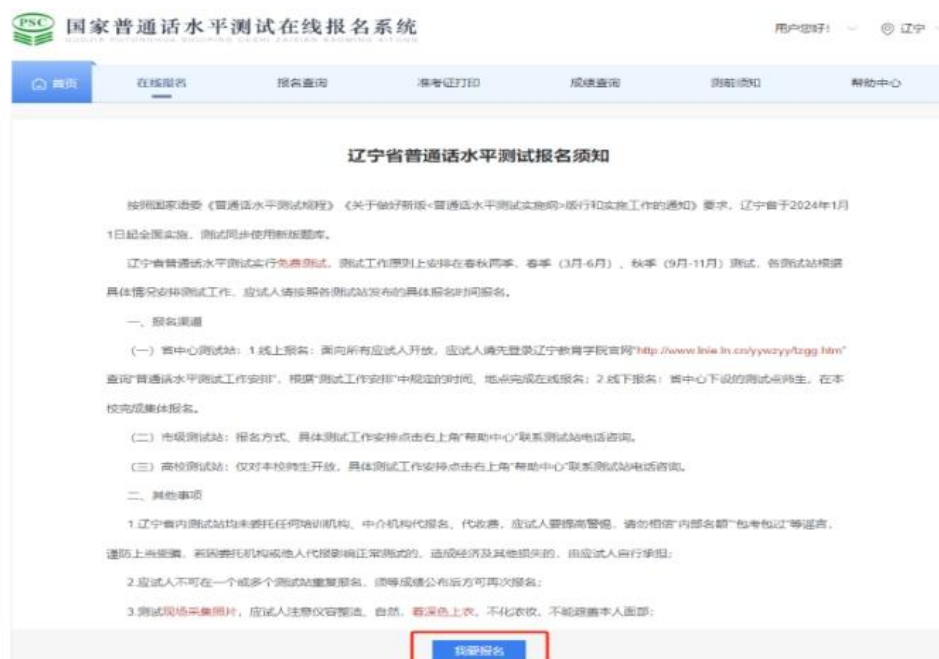 PSC
国家普通话水平测试在线报名系统
GUOJIA PUTONGHUA SHUIPING CESHI ZAIXIAN BAOMING XITONG
用户您好!
辽宁
首页
在线报名
报名查询
准考证打印
成绩查询
测前须知
帮助中心
辽宁省普通话水平测试报名须知
按照国家语委《普通话水平测试规程》《关于做好新版<普通话水平测试实施纲>版行和实施工作的通知》要求，辽宁省于2024年1月
1日起全面实施，测试同步使用新版题库。
辽宁省普通话水平测试实行免费测试，测试工作原则上安排在春秋两季、春季（3月-6月）、秋季（9月-11月）测试，各测试站根据
具体情况安排测试工作、应试人请按照各测试站发布的具体报名时间报名。
一、报名渠道
（一）省中心测试站：1.线上报名：面向所有应试人开放，应试人请先登录辽宁教育学院官网"http://www.lnie.ln.cn/yywzyy/tzgg.htm"
查询"普通话水平测试工作安排"，根据"测试工作安排"中规定的时间、地点完成在线报名；2.线下报名：省中心下设的测试点师生，在本
校完成集体报名。
（二）市级测试站：报名方式、具体测试工作安排点击右上角"帮助中心"联系测试站电话咨询。
（三）高校测试站：仅对本校师生开放，具体测试工作安排点击右上角"帮助中心"联系测试站电话咨询。
二、其他事项
1.辽宁省内测试站均未委托任何培训机构、中介机构代报名、代收费，应试人要提高警惕，请勿相信"内部名额""包考包过"等谣言，
谨防上当受骗，若因委托机构或他人代报影响正常测试的，造成经济及其他损失的，由应试人自行承担；
2.应试人不可在一个或多个测试站重复报名，须等成绩公布后方可再次报名；
3.测试现场采集照片，应试人注意仪容整洁、自然，着深色上衣，不化浓妆，不能遮盖本人面部；
我要报名